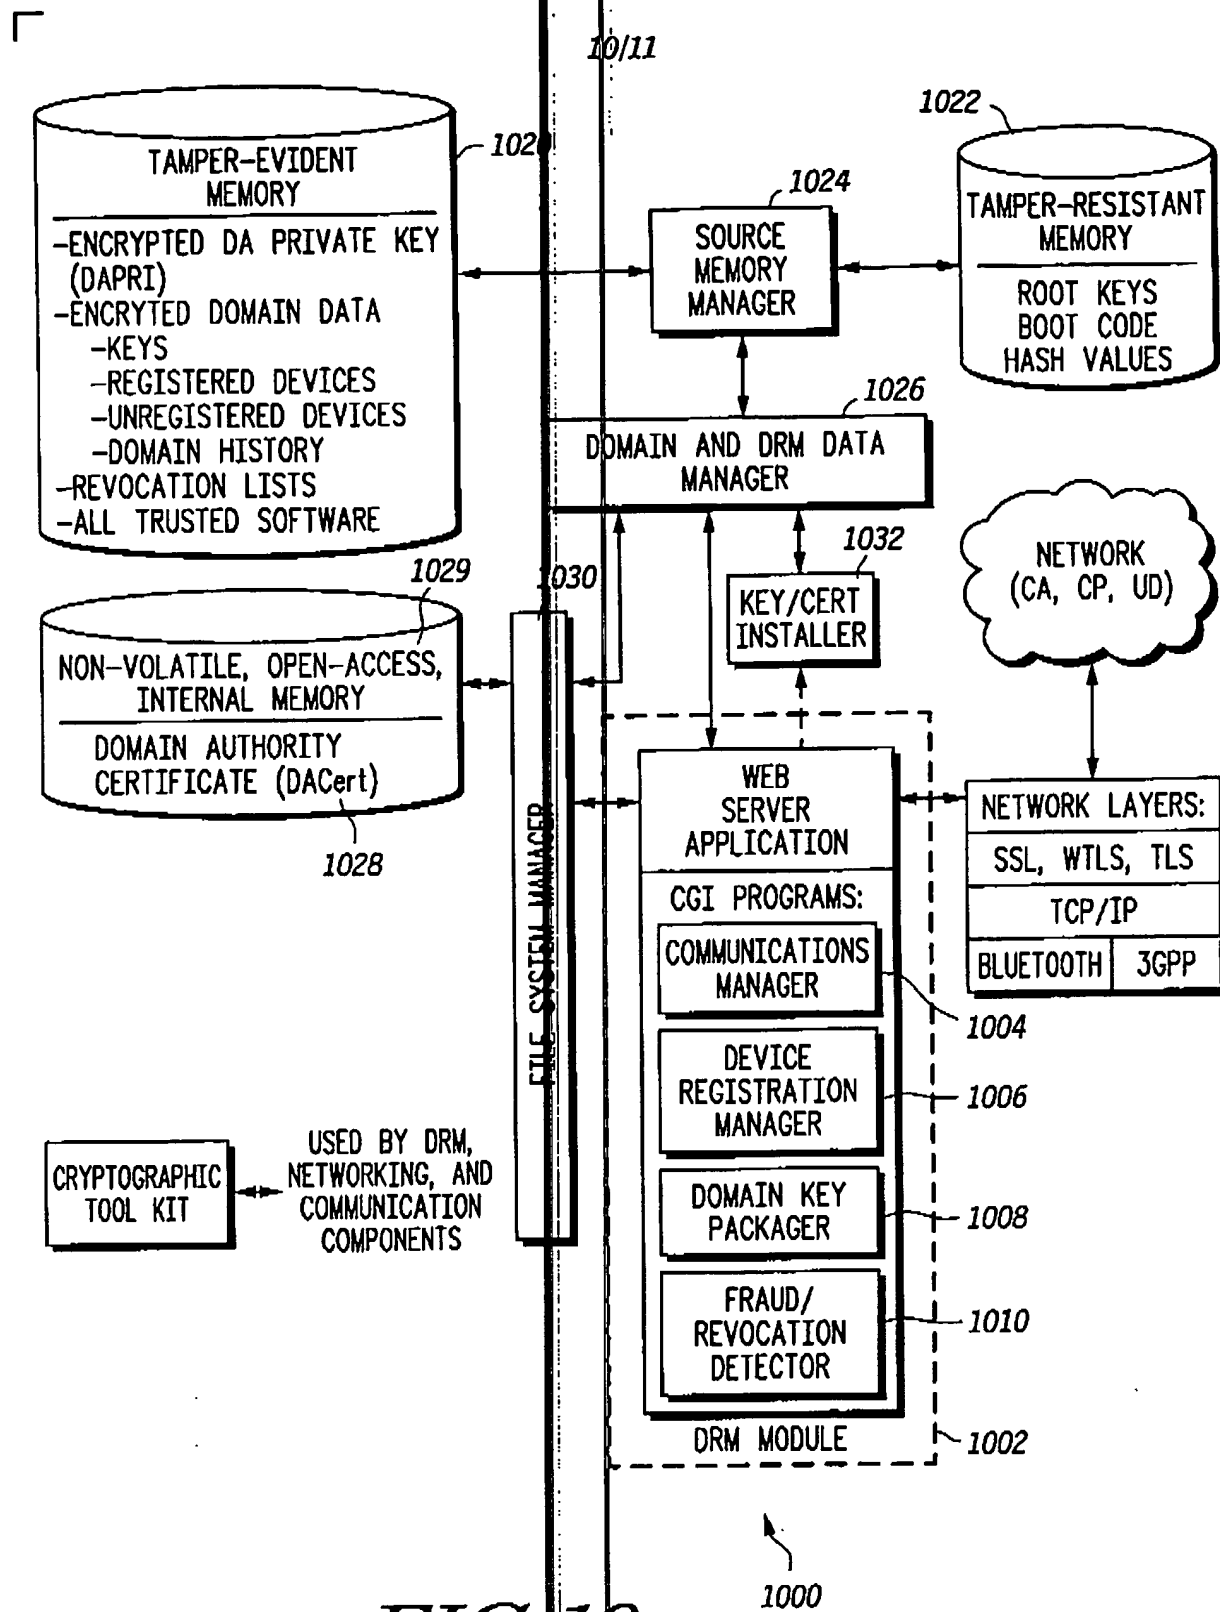 10/11
TAMPER-EVIDENT
MEMORY
-ENCRYPTED DA PRIVATE KEY
(DAPRI)
-ENCRYTED DOMAIN DATA
-KEYS
-REGISTERED DEVICES
-UNREGISTERED DEVICES
-DOMAIN HISTORY
-REVOCATION LISTS
-ALL TRUSTED SOFTWARE
1024
SOURCE
MEMORY
MANAGER
1022
TAMPER-RESISTANT
MEMORY
ROOT KEYS
BOOT CODE
HASH VALUES
1026
DOMAIN AND DRM DATA
MANAGER
1029
NON-VOLATILE, OPEN-ACCESS,
INTERNAL MEMORY
DOMAIN AUTHORITY
CERTIFICATE (DACert)
1028
1030
FILE SYSTEM MANAGER
1032
KEY/CERT
INSTALLER
NETWORK
(CA, CP, UD)
WEB
SERVER
APPLICATION
CGI PROGRAMS:
COMMUNICATIONS
MANAGER
1004
DEVICE
REGISTRATION
MANAGER
1006
DOMAIN KEY
PACKAGER
1008
FRAUD/
REVOCATION
DETECTOR
1010
DRM MODULE
1002
NETWORK LAYERS:
SSL, WTLS, TLS
TCP/IP
BLUETOOTH
3GPP
CRYPTOGRAPHIC
TOOL KIT
USED BY DRM,
NETWORKING, AND
COMMUNICATION
COMPONENTS
1000